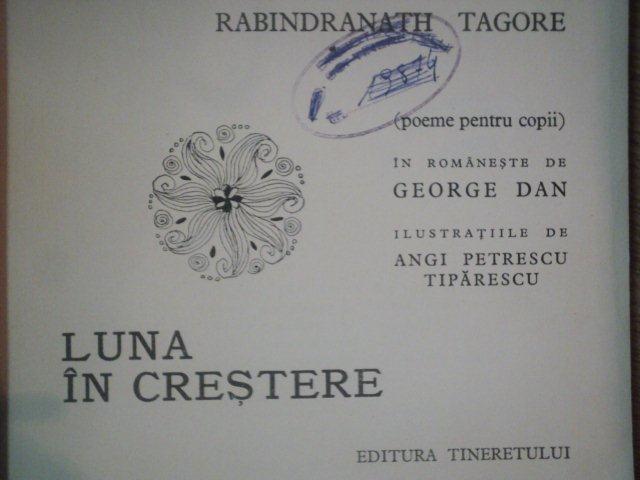 RABINDRANATH TAGORE
(poeme pentru copii)
ÎN ROMÂNEȘTE DE
GEORGE DAN
ILUSTRAȚIILE DE
ANGI PETRESCU
TIPĂRESCU
LUNA
ÎN CREȘTERE
EDITURA TINERETULUI